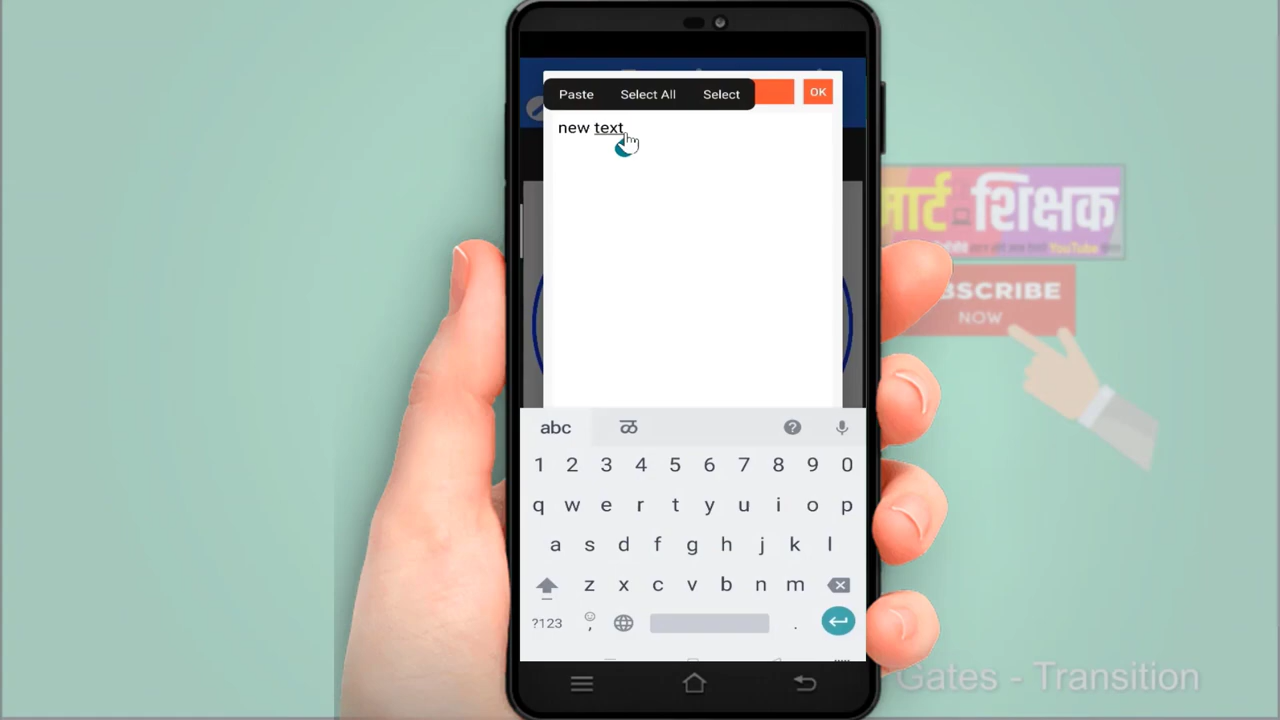 Paste Select All Select OK
new text
मार्ट-शिक्षक
YouTube
SUBSCRIBE
NOW
abc ळ ?
1 2 3 4 5 6 7 8 9 0
q w e r t y u i o p
a s d f g h j k l
z x c v b n m
?123 , .
Gates - Transition